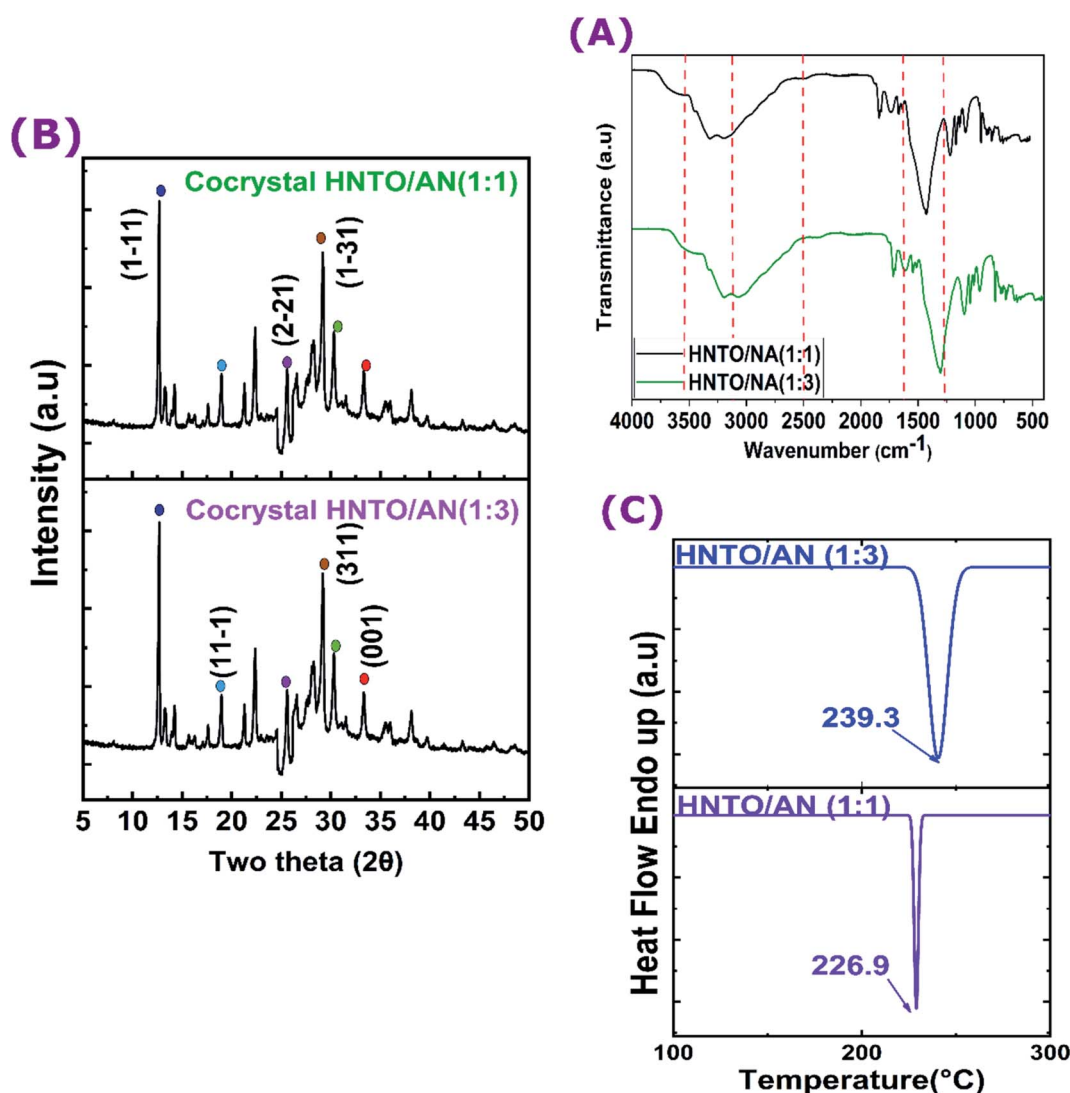 (A)
Transmittance (a.u)
HNTO/NA(1:1)
HNTO/NA(1:3)
4000 3500 3000 2500 2000 1500 1000 500
Wavenumber (cm⁻¹)
(B)
Intensity (a.u)
Cocrystal HNTO/AN(1:1)
(1-11)
(2-21)
(1-31)
Cocrystal HNTO/AN(1:3)
(11-1)
(311)
(001)
5 10 15 20 25 30 35 40 45 50
Two theta (2θ)
(C)
Heat Flow Endo up (a.u)
HNTO/AN (1:3)
239.3
HNTO/AN (1:1)
226.9
100 200 300
Temperature(°C)